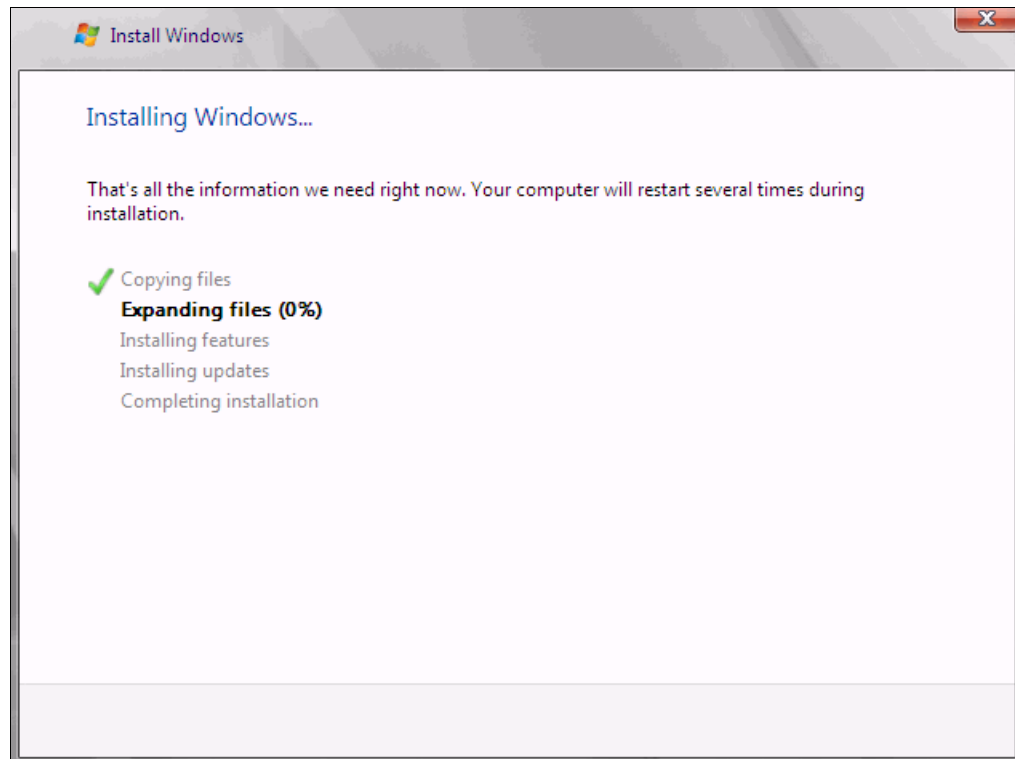 Install Windows
Installing Windows...
That's all the information we need right now. Your computer will restart several times during
installation.
Copying files
Expanding files (0%)
Installing features
Installing updates
Completing installation